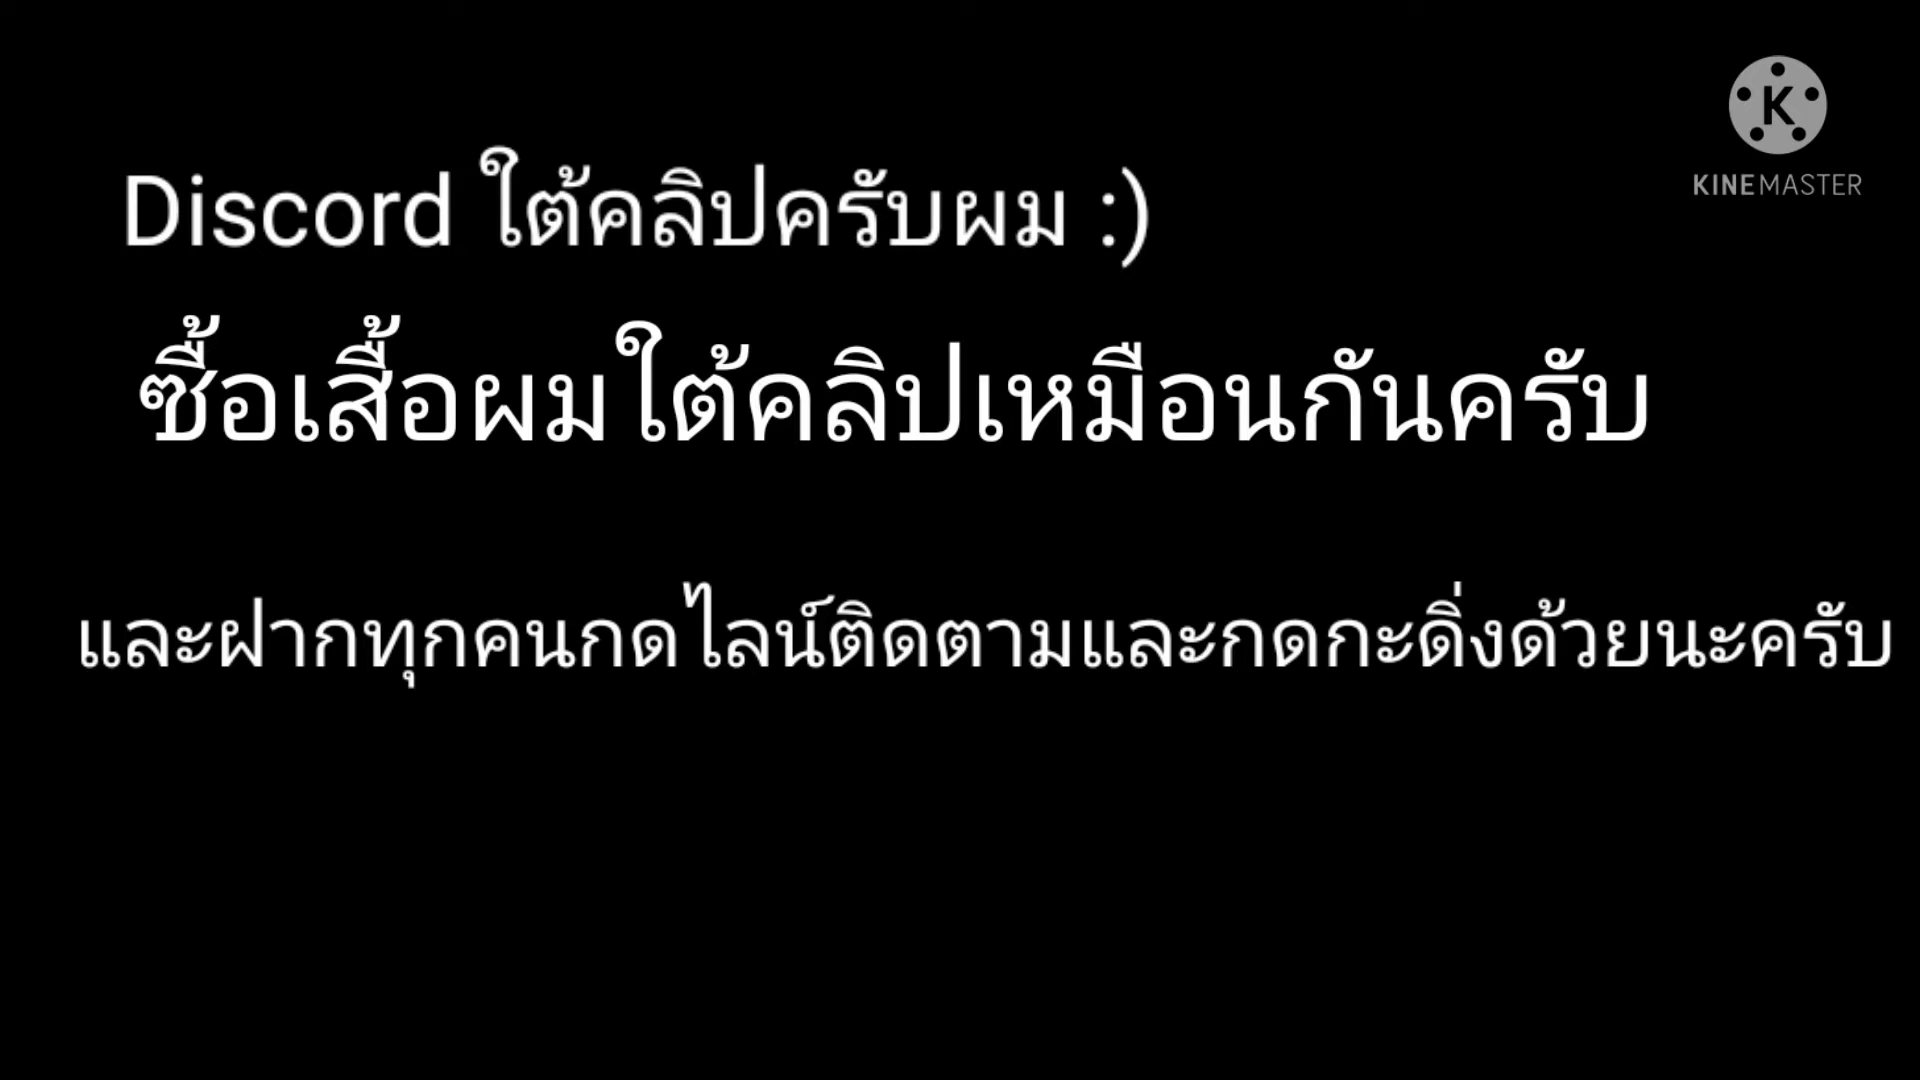 K
KINEMASTER
Discord ใต้คลิปครับผม :)
ซื้อเสื้อผมใต้คลิปเหมือนกันครับ
และฝากทุกคนกดไลน์ติดตามและกดกะดิ่งด้วยนะครับ